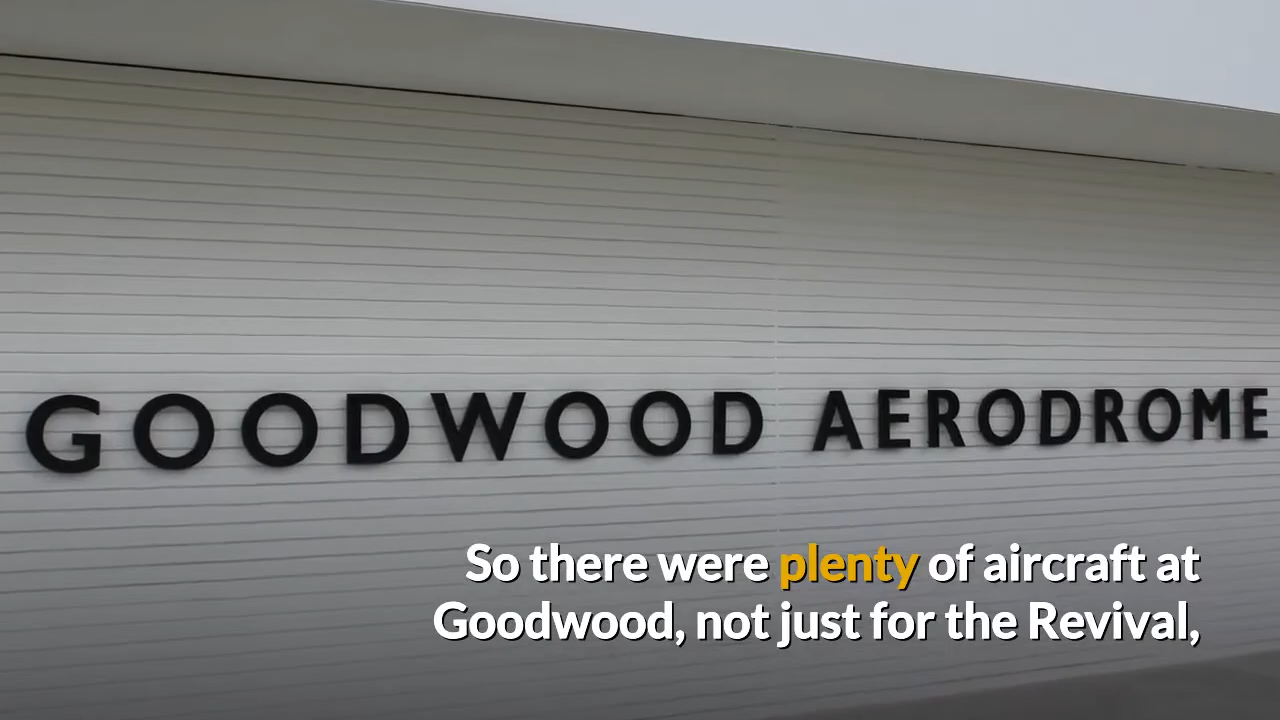 GOODWOOD AERODROME
So there were plenty of aircraft at
Goodwood, not just for the Revival,